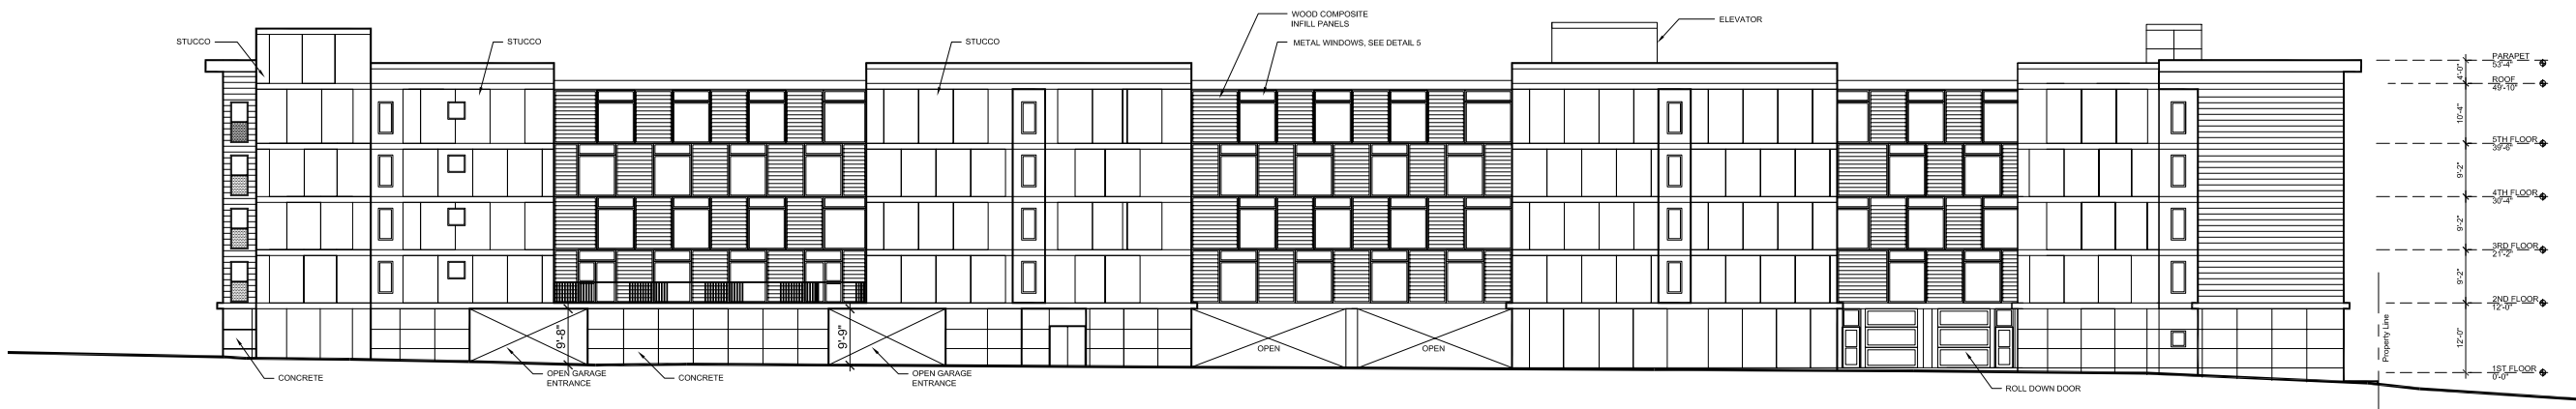 WOOD COMPOSITE
INFILL PANELS
ELEVATOR
STUCCO
STUCCO
STUCCO
METAL WINDOWS, SEE DETAIL 5
PARAPET
53'-4"
4'-0"
ROOF
49'-10"
10'-4"
5TH FLOOR
39'-6"
9'-2"
4TH FLOOR
30'-4"
9'-2"
3RD FLOOR
21'-2"
9'-2"
2ND FLOOR
12'-0"
12'-0"
1ST FLOOR
0'-0"
Property Line
9'-8"
9'-9"
OPEN
OPEN
CONCRETE
OPEN GARAGE
ENTRANCE
CONCRETE
OPEN GARAGE
ENTRANCE
ROLL DOWN DOOR